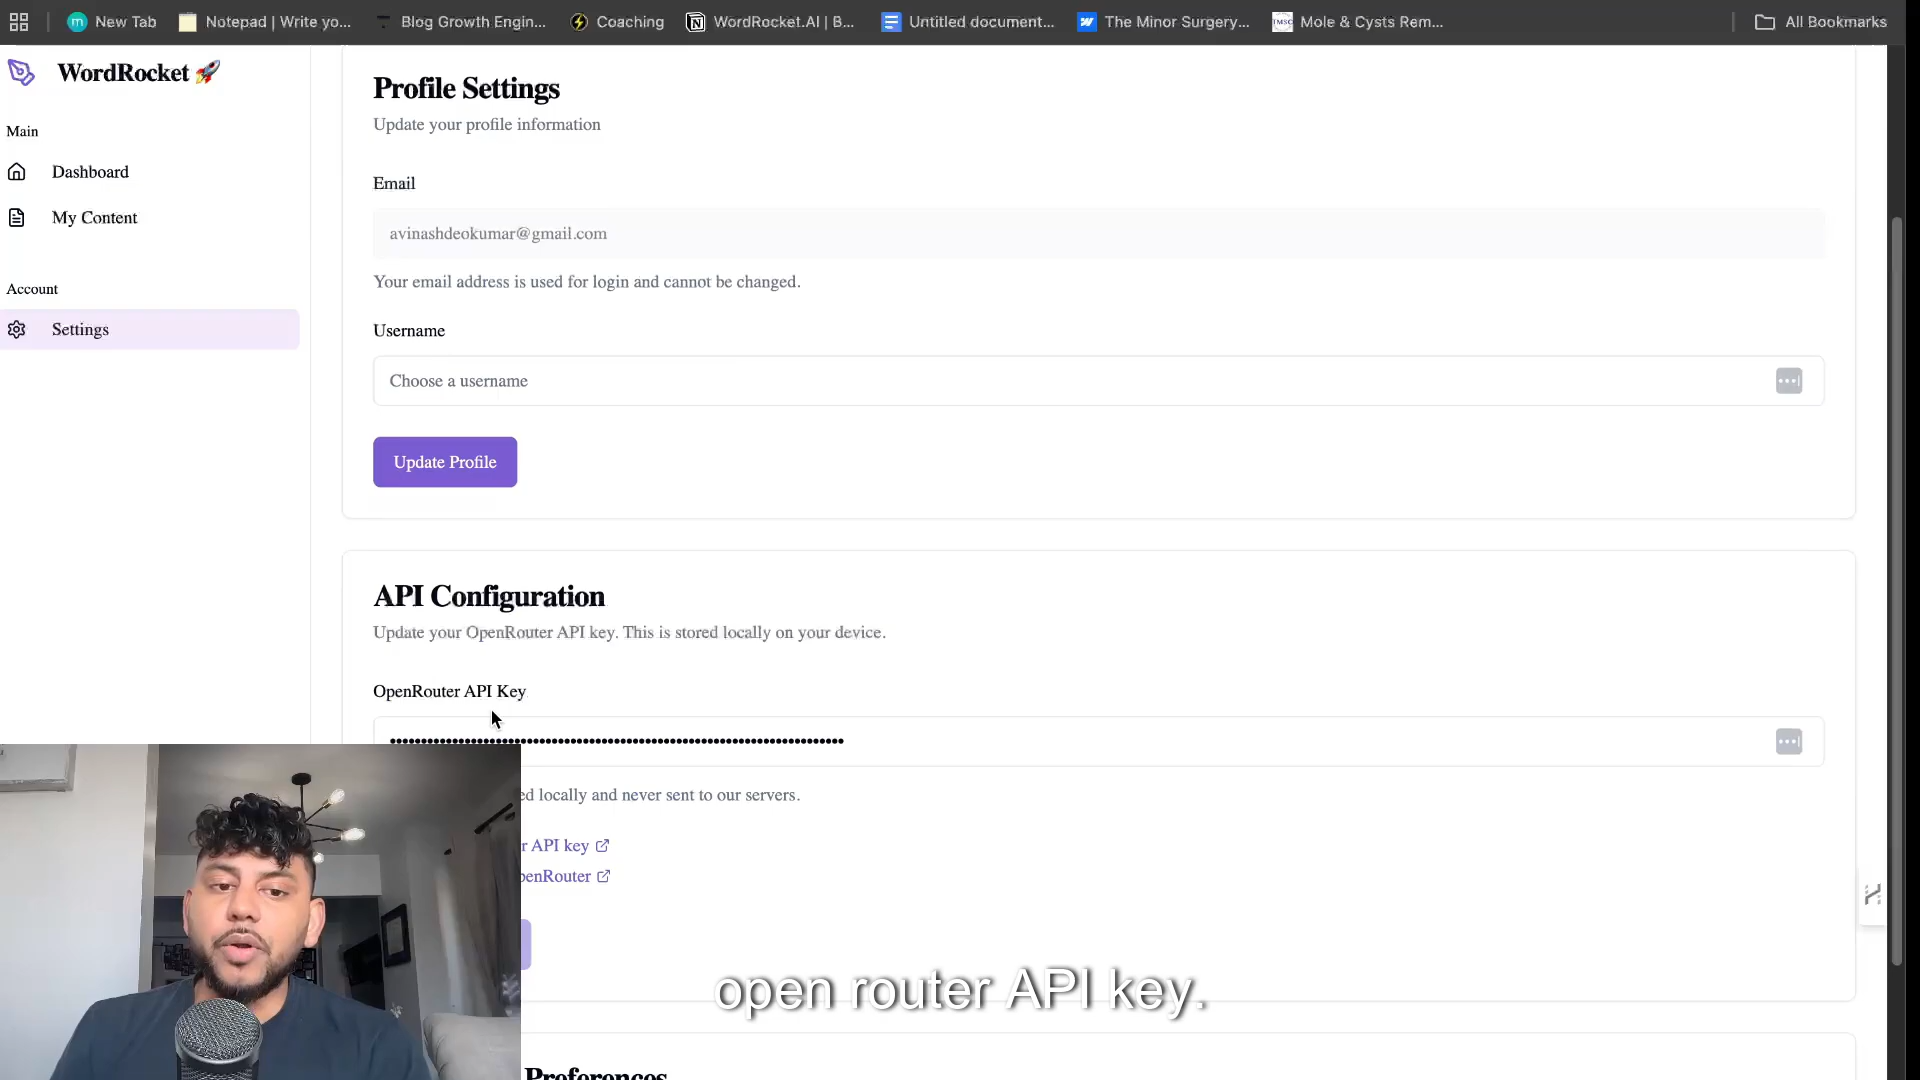 New Tab
Notepad | Write yo...
Blog Growth Engin...
Coaching
WordRocket.AI | B...
Untitled document...
The Minor Surgery...
Mole & Cysts Rem...
All Bookmarks
WordRocket 🚀
Main
Dashboard
My Content
Account
Settings
Profile Settings
Update your profile information
Email
avinashdeokumar@gmail.com
Your email address is used for login and cannot be changed.
Username
Choose a username
Update Profile
API Configuration
Update your OpenRouter API key. This is stored locally on your device.
OpenRouter API Key
locally and never sent to our servers.
API key
open router API key.
Preferences